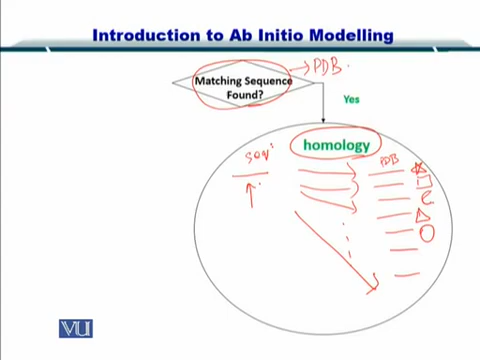 Introduction to Ab Initio Modelling
Matching Sequence
Found?
PDB
Yes
homology
seq
PDB
VU